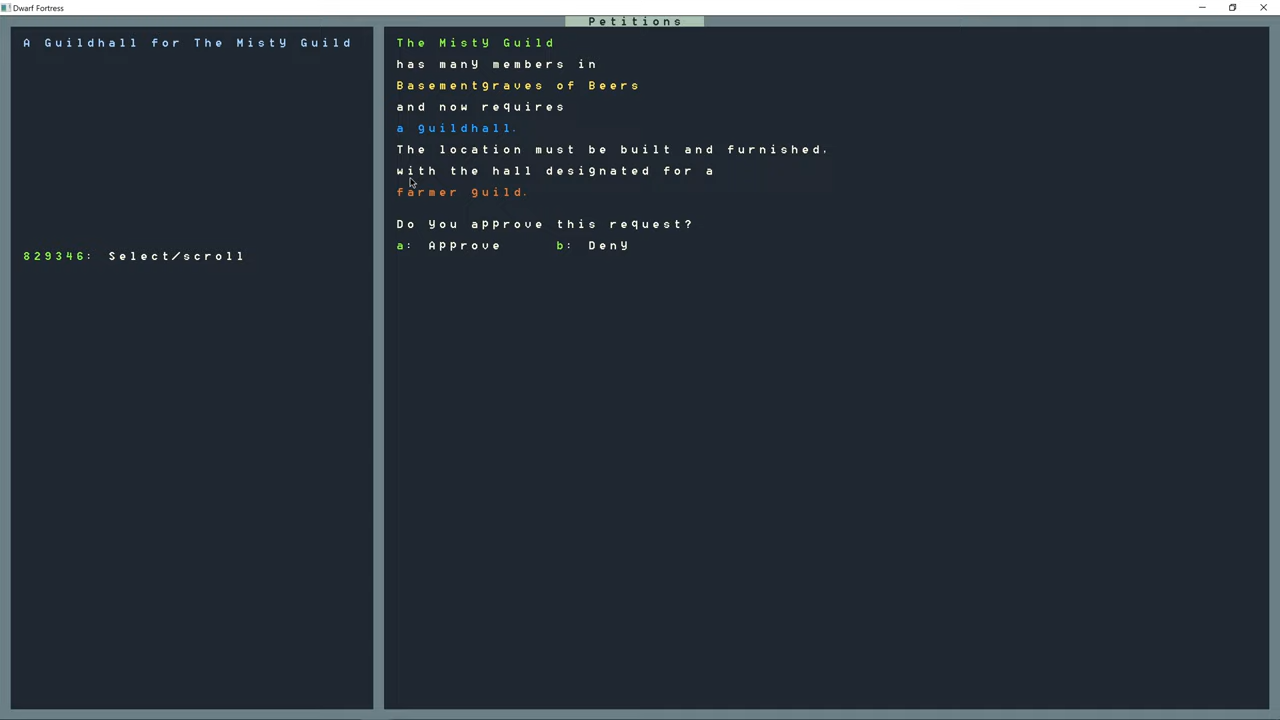 Dwarf Fortress
Petitions
A Guildhall for The Misty Guild
829346: Select/scroll
The Misty Guild
has many members in
Basementgraves of Beers
and now requires
a guildhall.
The location must be built and furnished,
with the hall designated for a
farmer guild.
Do you approve this request?
a: Approve b: Deny